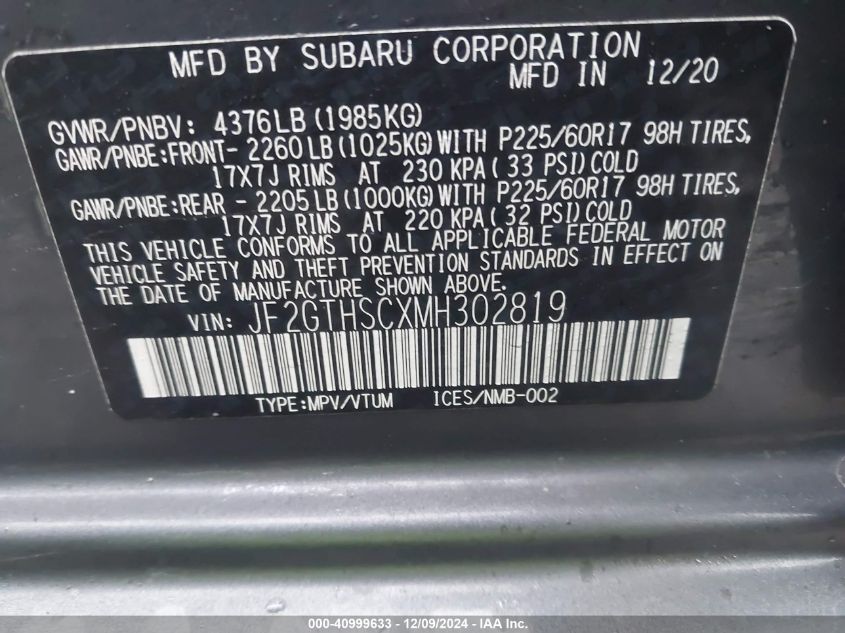 MFD BY SUBARU CORPORATION
MFD IN 12/20
GVWR/PNBV: 4376LB(1985KG)
GAWR/PNBE:FRONT- 2260LB(1025KG)WITH P225/60R17 98H TIRES,
17X7J RIMS AT 230 KPA( 33 PSI)COLD
GAWR/PNBE:REAR - 2205LB(1000KG)WITH P225/60R17 98H TIRES,
17X7J RIMS AT 220 KPA( 32 PSI)COLD
THIS VEHICLE CONFORMS TO ALL APPLICABLE FEDERAL MOTOR
VEHICLE SAFETY AND THEFT PREVENTION STANDARDS IN EFFECT ON
THE DATE OF MANUFACTURE SHOWN ABOVE.
VIN: JF2GTHSCXMH302819
TYPE:MPV/VTUM ICES/NMB-002
000-40999633 - 12/09/2024 - IAA Inc.